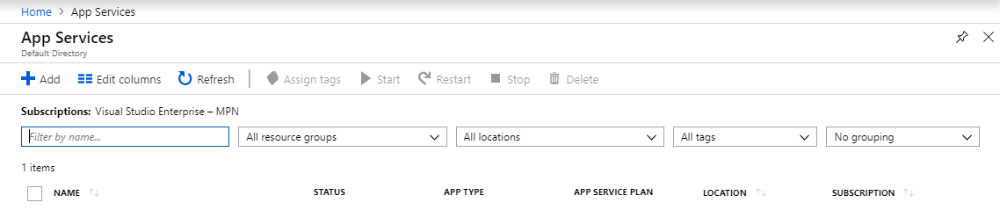 Home > App Services
App Services
Default Directory
Add Edit columns Refresh Assign tags Start Restart Stop Delete
Subscriptions: Visual Studio Enterprise – MPN
Filter by name... All resource groups All locations All tags No grouping
1 items
NAME STATUS APP TYPE APP SERVICE PLAN LOCATION SUBSCRIPTION